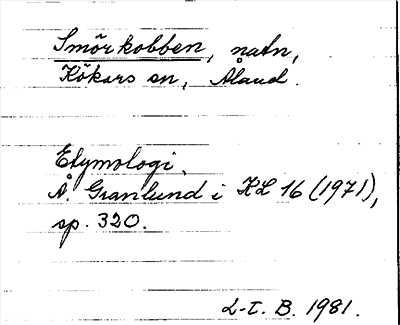 Smörkobben, natn,
Kökars sn, Åland.
Etymologi.
Å. Granlund i KL 16 (1971),
sp. 320.
L-I. B. 1981.